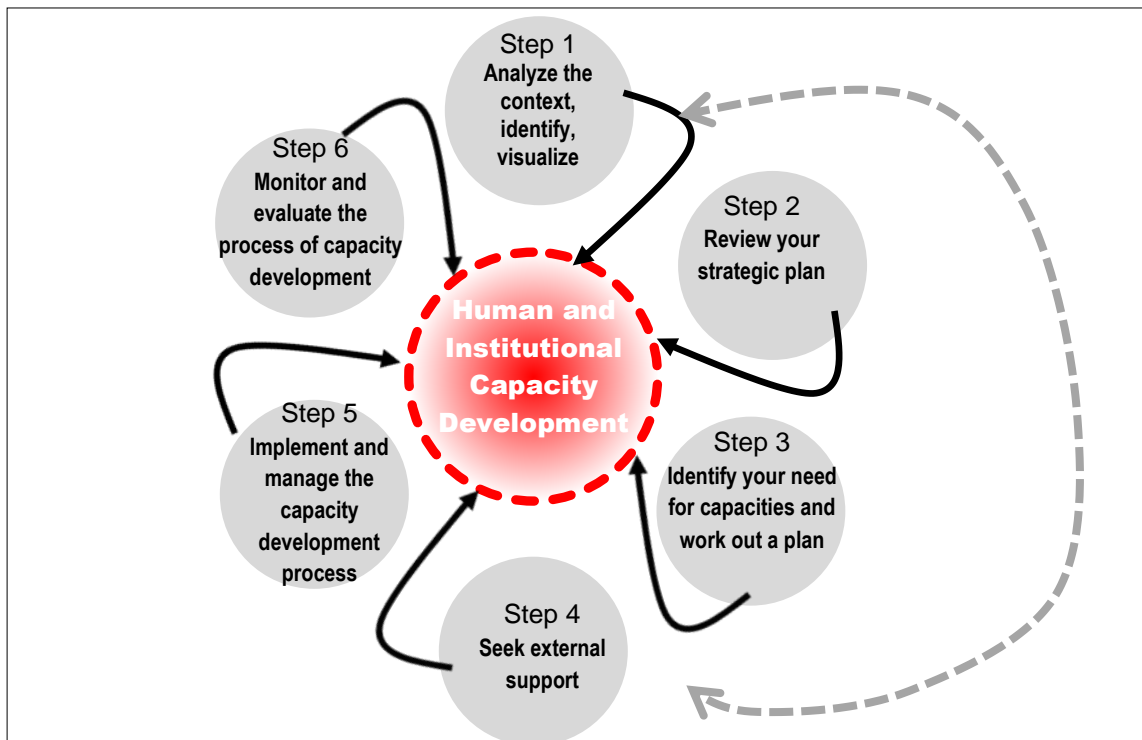 Step 1
Analyze the
context,
identify,
visualize
Step 2
Review your
strategic plan
Step 3
Identify your need
for capacities and
work out a plan
Step 4
Seek external
support
Step 5
Implement and
manage the
capacity
development
process
Step 6
Monitor and
evaluate the
process of capacity
development
Human and
Institutional
Capacity
Development